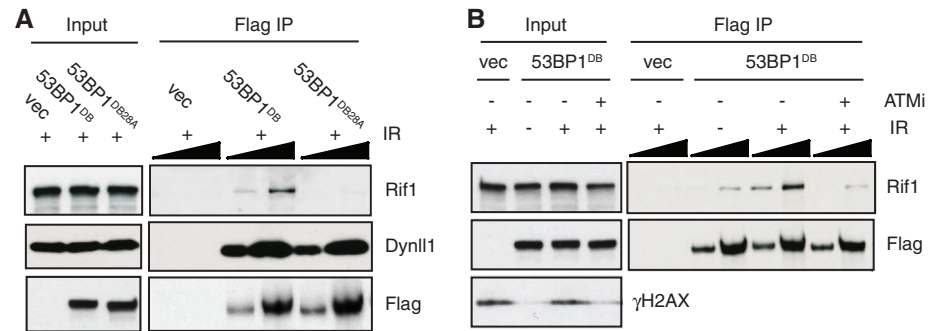 A
Input
Flag IP
vec
53BP1DB
53BP1DB28A
vec
53BP1DB
53BP1DB28A
+ + + + + + IR
Rif1
Dynll1
Flag
B
Input
Flag IP
vec 53BP1DB vec 53BP1DB
- - - + - - - + ATMi
+ - + + + - + + IR
Rif1
Flag
γH2AX